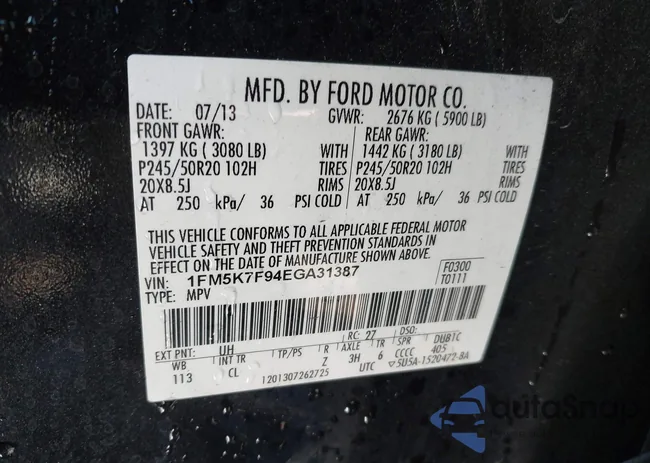 MFD. BY FORD MOTOR CO.
DATE: 07/13 GVWR: 2676 KG ( 5900 LB)
FRONT GAWR: REAR GAWR:
1397 KG ( 3080 LB) WITH 1442 KG ( 3180 LB) WITH
P245/50R20 102H TIRES P245/50R20 102H TIRES
20X8.5J RIMS 20X8.5J RIMS
AT 250 kPa/ 36 PSI COLD AT 250 kPa/ 36 PSI COLD
THIS VEHICLE CONFORMS TO ALL APPLICABLE FEDERAL MOTOR
VEHICLE SAFETY AND THEFT PREVENTION STANDARDS IN
EFFECT ON THE DATE OF MANUFACTURE SHOWN ABOVE.
VIN: 1FM5K7F94EGA31387 F0300
TYPE: MPV T0111
EXT PNT: UH RC: 27 DSO:
WB INT TR TP/PS R AXLE TR SPR DUB1C
113 CL Z 3H 6 CCCC 405
1201307262725 UTC ▽5U5A-1520472-8A
autoSnap